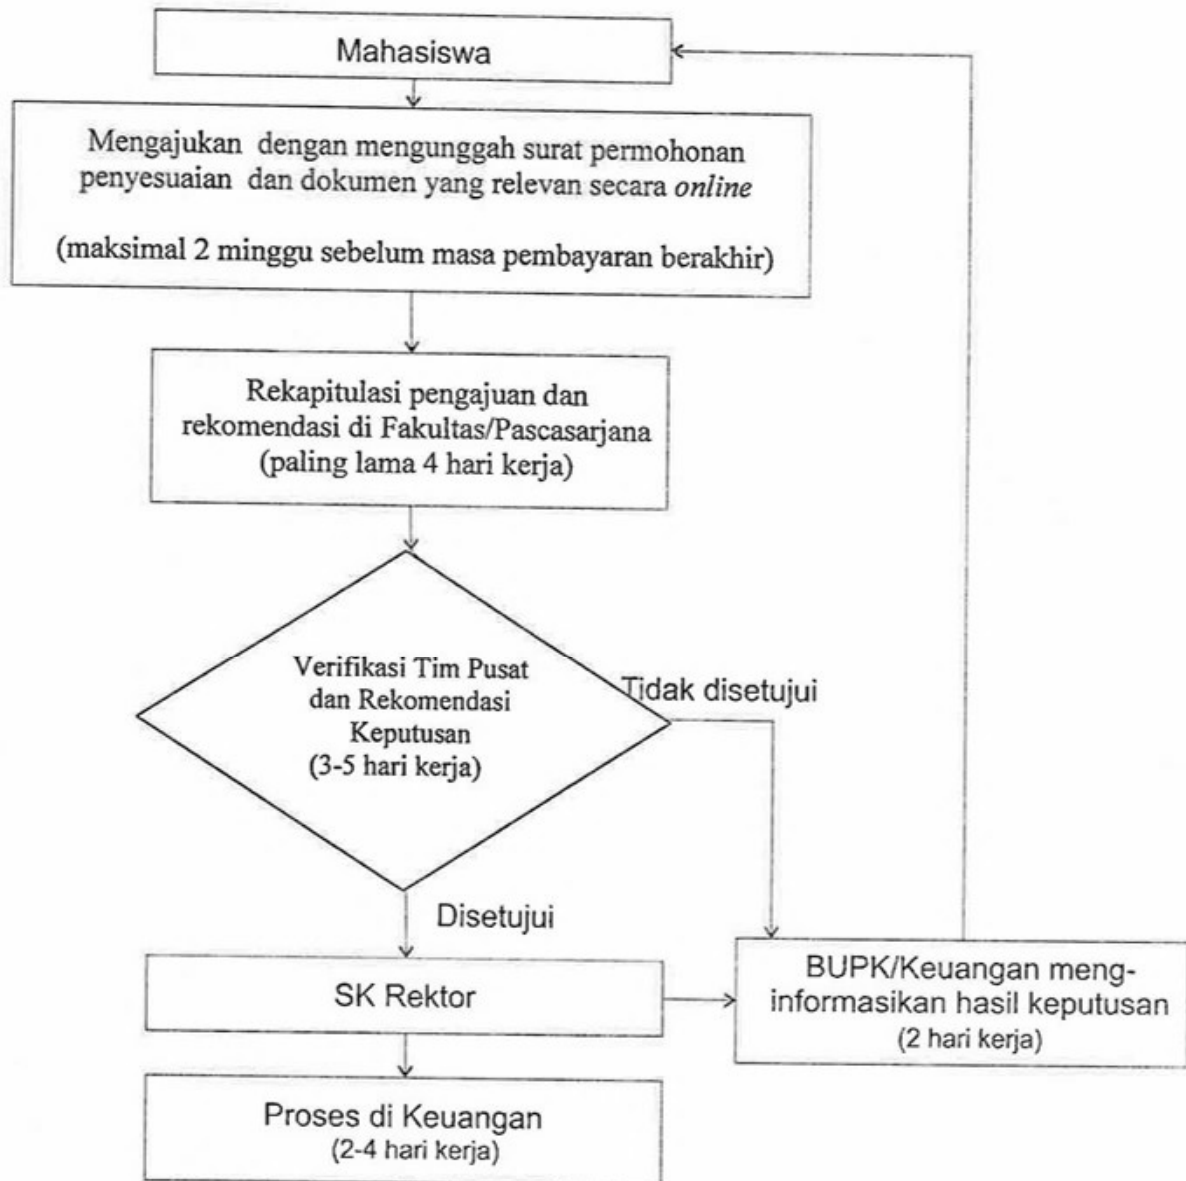 Mahasiswa
Mengajukan dengan mengunggah surat permohonan
penyesuaian dan dokumen yang relevan secara online
(maksimal 2 minggu sebelum masa pembayaran berakhir)
Rekapitulasi pengajuan dan
rekomendasi di Fakultas/Pascasarjana
(paling lama 4 hari kerja)
Verifikasi Tim Pusat
dan Rekomendasi
Keputusan
(3-5 hari kerja)
Tidak disetujui
Disetujui
SK Rektor
BUPK/Keuangan meng-
informasikan hasil keputusan
(2 hari kerja)
Proses di Keuangan
(2-4 hari kerja)